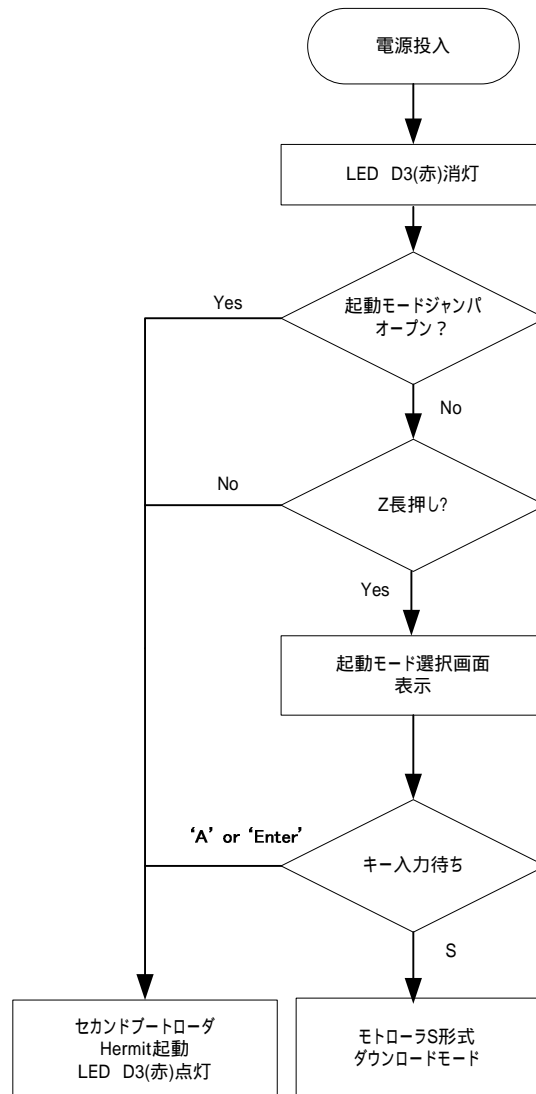 電源投入
LED D3(赤)消灯
起動モードジャンパ
オープン？
Yes
No
Z長押し?
No
Yes
起動モード選択画面
表示
‘A’ or ‘Enter’
キー入力待ち
S
セカンドブートローダ
Hermit起動
LED D3(赤)点灯
モトローラS形式
ダウンロードモード